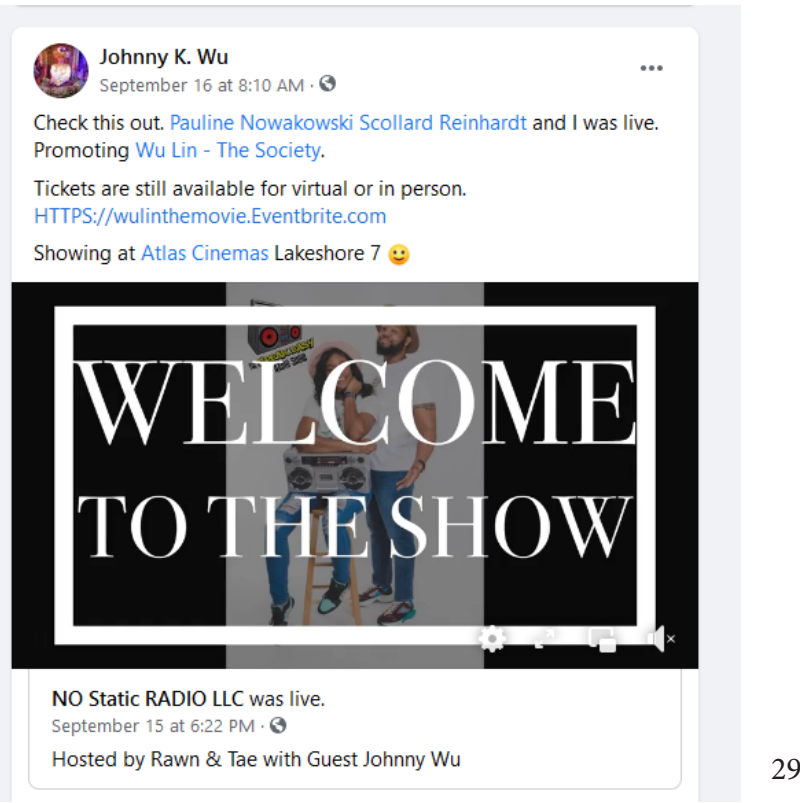 Johnny K. Wu
September 16 at 8:10 AM ·
Check this out. Pauline Nowakowski Scollard Reinhardt and I was live.
Promoting Wu Lin - The Society.
Tickets are still available for virtual or in person.
HTTPS://wulinthemovie.Eventbrite.com
Showing at Atlas Cinemas Lakeshore 7 🙂
WELCOME
TO THE SHOW
NO Static RADIO LLC was live.
September 15 at 6:22 PM ·
Hosted by Rawn & Tae with Guest Johnny Wu
29